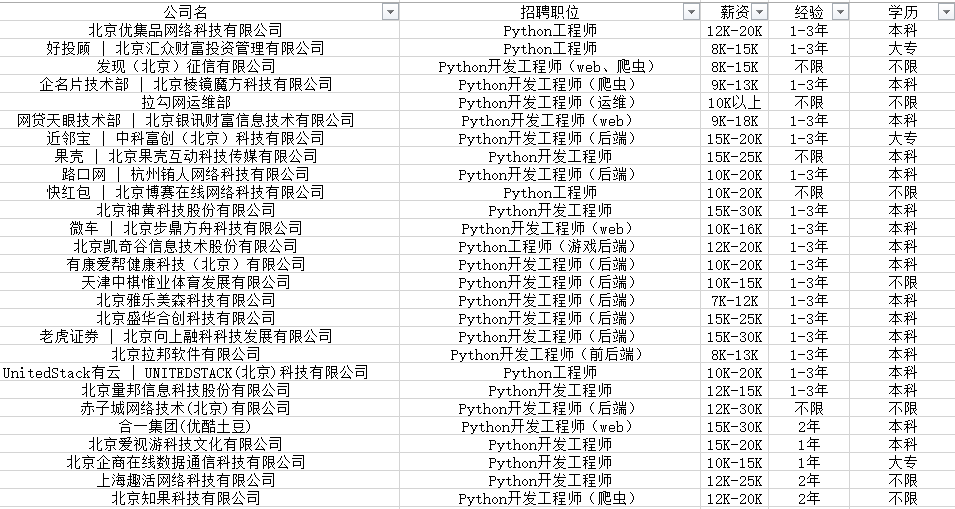 公司名 招聘职位 薪资 经验 学历
北京优集品网络科技有限公司 Python工程师 12K-20K 1-3年 本科
好投顾 | 北京汇众财富投资管理有限公司 Python工程师 8K-15K 1-3年 大专
发现（北京）征信有限公司 Python开发工程师（web、爬虫） 8K-15K 不限 不限
企名片技术部 | 北京棱镜魔方科技有限公司 Python开发工程师（爬虫） 9K-13K 1-3年 本科
拉勾网运维部 Python开发工程师（运维） 10K以上 不限 不限
网贷天眼技术部 | 北京银讯财富信息技术有限公司 Python开发工程师（web） 9K-18K 1-3年 本科
近邻宝 | 中科富创（北京）科技有限公司 Python开发工程师（后端） 15K-20K 1-3年 大专
果壳 | 北京果壳互动科技传媒有限公司 Python开发工程师 15K-25K 不限 本科
路口网 | 杭州锎人网络科技有限公司 Python开发工程师（后端） 10K-20K 1-3年 本科
快红包 | 北京博赛在线网络科技有限公司 Python工程师 10K-20K 不限 不限
北京神黄科技股份有限公司 Python开发工程师 15K-30K 1-3年 本科
微车 | 北京步鼎方舟科技有限公司 Python开发工程师（web） 10K-16K 1-3年 本科
北京凯奇谷信息技术股份有限公司 Python工程师（游戏后端） 12K-20K 1-3年 本科
有康爱帮健康科技（北京）有限公司 Python开发工程师（后端） 10K-20K 1-3年 本科
天津中棋惟业体育发展有限公司 Python开发工程师（后端） 10K-15K 1-3年 不限
北京雅乐美森科技有限公司 Python开发工程师（后端） 7K-12K 1-3年 本科
北京盛华合创科技有限公司 Python开发工程师（后端） 15K-25K 1-3年 本科
老虎证券 | 北京向上融科科技发展有限公司 Python开发工程师（后端） 15K-30K 1-3年 本科
北京拉邦软件有限公司 Python开发工程师（前后端） 8K-13K 1-3年 本科
UnitedStack有云 | UNITEDSTACK(北京)科技有限公司 Python工程师 10K-20K 1-3年 本科
北京量邦信息科技股份有限公司 Python开发工程师 12K-15K 1-3年 本科
赤子城网络技术(北京)有限公司 Python开发工程师（后端） 12K-30K 不限 不限
合一集团(优酷土豆) Python开发工程师（web） 15K-30K 2年 本科
北京爱视游科技文化有限公司 Python开发工程师 15K-20K 1年 本科
北京企商在线数据通信科技有限公司 Python开发工程师 10K-15K 1年 大专
上海趣活网络科技有限公司 Python开发工程师 12K-25K 2年 不限
北京知果科技有限公司 Python开发工程师（爬虫） 12K-20K 2年 不限